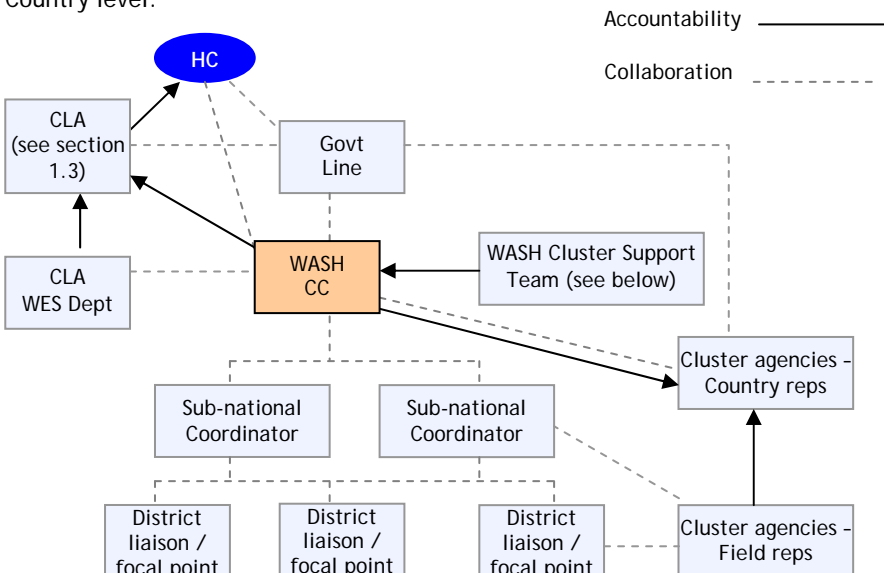 Country level:
Accountability
Collaboration
HC
CLA
(see section
1.3)
Govt
Line
WASH
CC
WASH Cluster Support
Team (see below)
CLA
WES Dept
Cluster agencies –
Country reps
Sub-national
Coordinator
Sub-national
Coordinator
District
liaison /
focal point
District
liaison /
focal point
District
liaison /
focal point
Cluster agencies –
Field reps